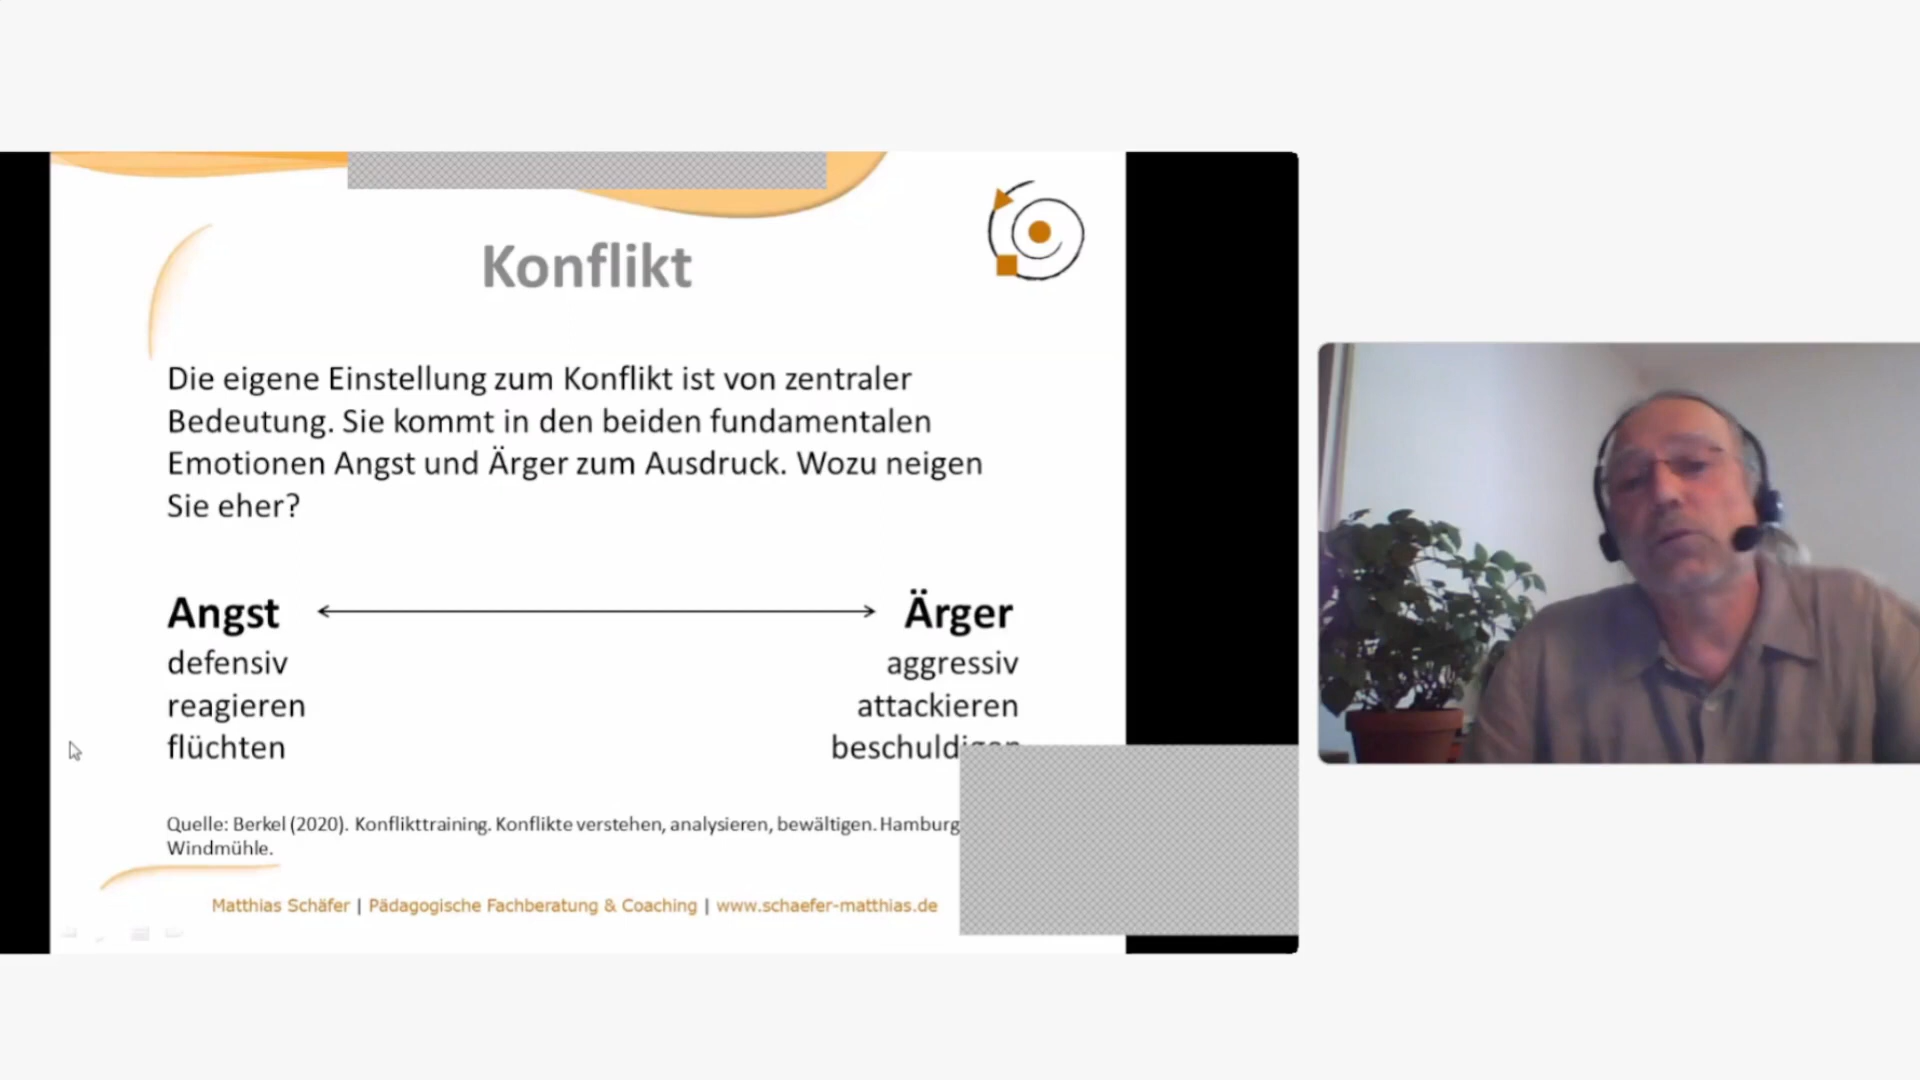 Konflikt
Die eigene Einstellung zum Konflikt ist von zentraler
Bedeutung. Sie kommt in den beiden fundamentalen
Emotionen Angst und Ärger zum Ausdruck. Wozu neigen
Sie eher?
Angst Ärger
defensiv aggressiv
reagieren attackieren
flüchten
Quelle: Berkel (2020). Konflikttraining. Konflikte verstehen, analysieren, bewältigen. Hamburg
Windmühle.
Matthias Schäfer | Pädagogische Fachberatung & Coaching | www.schaefer-matthias.de